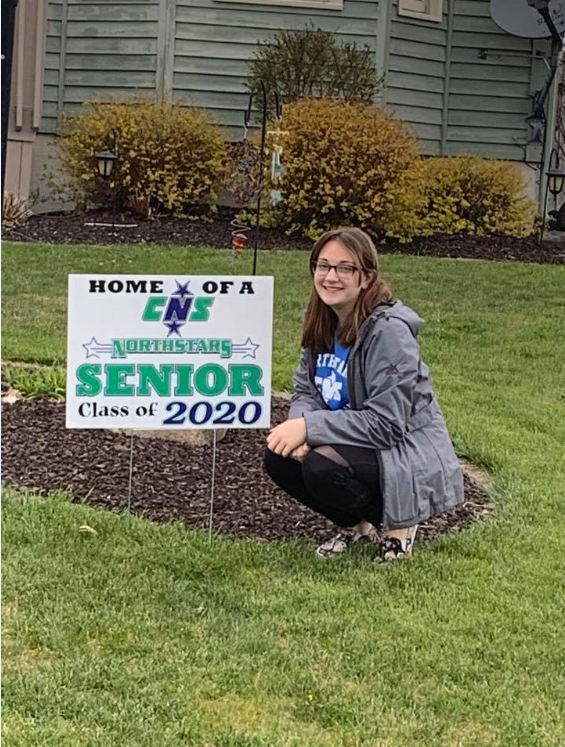 HOME OF A
CNS
NORTHSTARS
SENIOR
Class of 2020